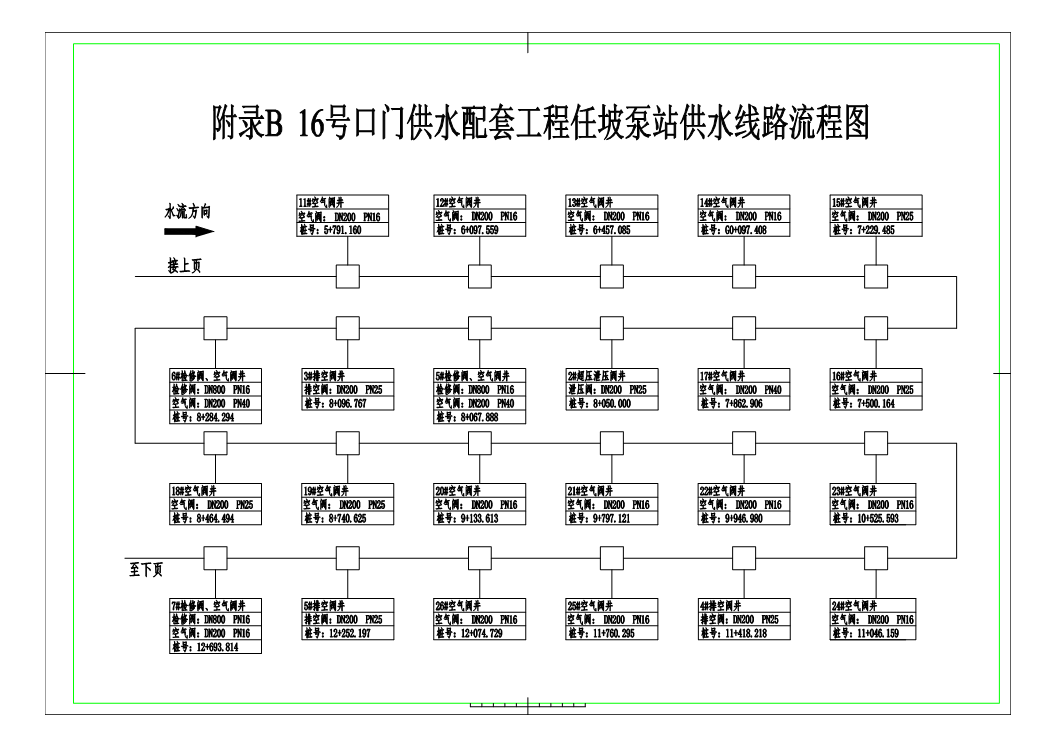 附录B 16号口门供水配套工程任坡泵站供水线路流程图
水流方向
11#空气阀井
空气阀: DN200 PN16
桩号: 5+791.160
12#空气阀井
空气阀: DN200 PN16
桩号: 6+097.559
13#空气阀井
空气阀: DN200 PN16
桩号: 6+457.085
14#空气阀井
空气阀: DN200 PN16
桩号: G0+097.408
15#空气阀井
空气阀: DN200 PN25
桩号: 7+229.485
接上页
6#检修阀、空气阀井
检修阀: DN800 PN16
空气阀: DN200 PN40
桩号: 8+284.294
3#排空阀井
排空阀: DN200 PN25
桩号: 8+096.767
5#检修阀、空气阀井
检修阀: DN800 PN16
空气阀: DN200 PN40
桩号: 8+067.888
2#超压泄压阀井
泄压阀: DN200 PN25
桩号: 8+050.000
17#空气阀井
空气阀: DN200 PN40
桩号: 7+862.906
16#空气阀井
空气阀: DN200 PN25
桩号: 7+500.164
18#空气阀井
空气阀: DN200 PN25
桩号: 8+464.494
19#空气阀井
空气阀: DN200 PN25
桩号: 8+740.625
20#空气阀井
空气阀: DN200 PN16
桩号: 9+133.613
21#空气阀井
空气阀: DN200 PN16
桩号: 9+797.121
22#空气阀井
空气阀: DN200 PN16
桩号: 9+946.980
23#空气阀井
空气阀: DN200 PN16
桩号: 10+525.593
至下页
7#检修阀、空气阀井
检修阀: DN800 PN16
空气阀: DN200 PN16
桩号: 12+693.814
5#排空阀井
排空阀: DN200 PN25
桩号: 12+252.197
26#空气阀井
空气阀: DN200 PN16
桩号: 12+074.729
25#空气阀井
空气阀: DN200 PN16
桩号: 11+760.295
4#排空阀井
排空阀: DN200 PN25
桩号: 11+418.218
24#空气阀井
空气阀: DN200 PN16
桩号: 11+046.159